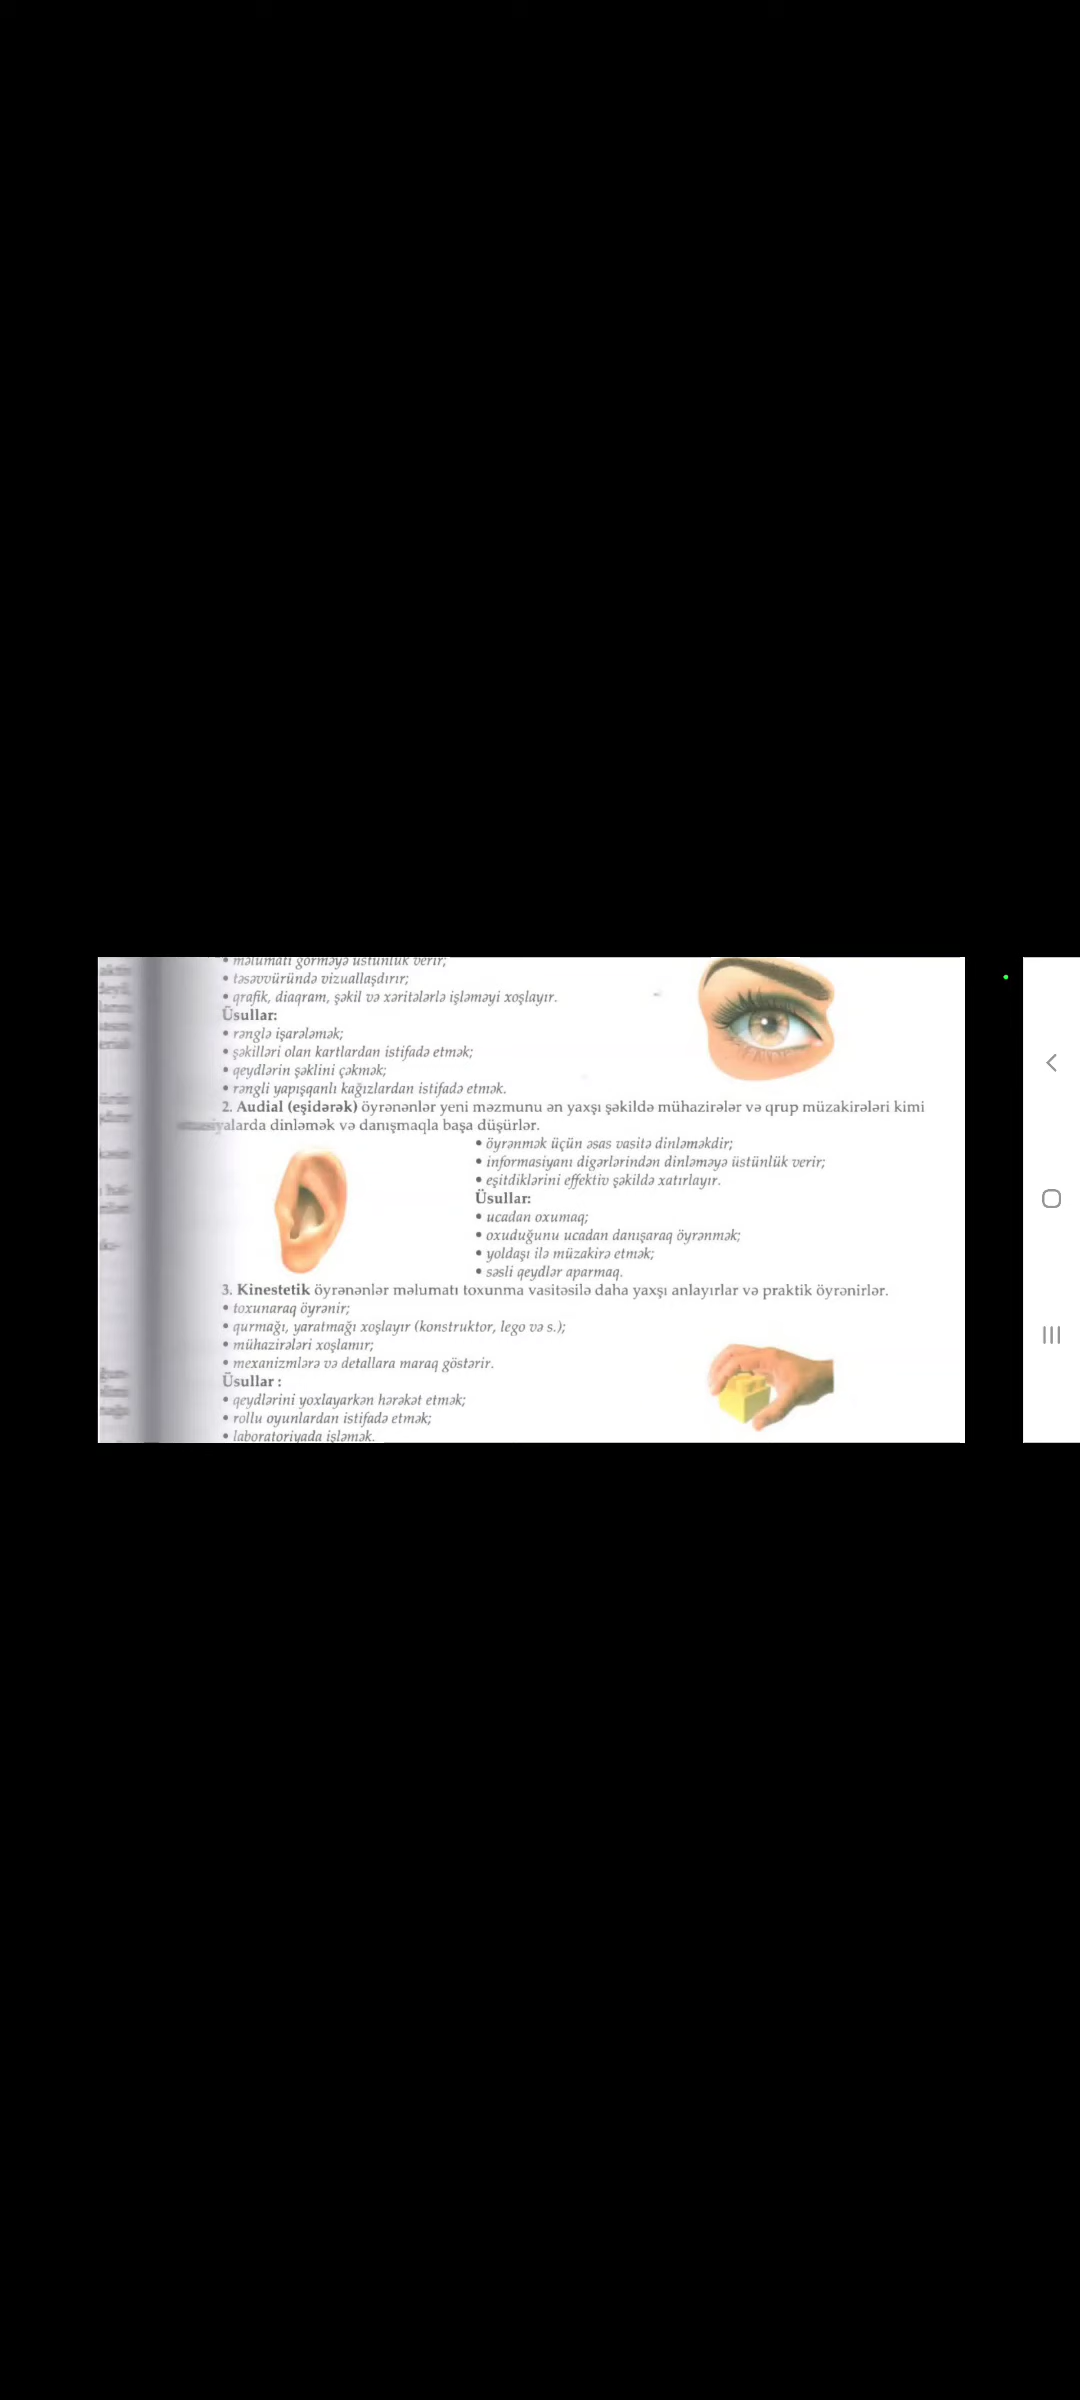 • məlumatı görməyə üstünlük verir;
• təsəvvüründə vizuallaşdırır;
• qrafik, diaqram, şəkil və xəritələrlə işləməyi xoşlayır.
Üsullar:
• rənglə işarələmək;
• şəkilləri olan kartlardan istifadə etmək;
• qeydlərin şəklini çəkmək;
• rəngli yapışqanlı kağızlardan istifadə etmək.
2. Audial (eşidərək) öyrənənlər yeni məzmunu ən yaxşı şəkildə mühazirələr və qrup müzakirələri kimi
dinləmək və danışmaqla başa düşürlər.
• öyrənmək üçün əsas vasitə dinləməkdir;
• informasiyanı digərlərindən dinləməyə üstünlük verir;
• eşitdiklərini effektiv şəkildə xatırlayır.
Üsullar:
• ucadan oxumaq;
• oxuduğunu ucadan danışaraq öyrənmək;
• yoldaşı ilə müzakirə etmək;
• səsli qeydlər aparmaq.
3. Kinestetik öyrənənlər məlumatı toxunma vasitəsilə daha yaxşı anlayırlar və praktik öyrənirlər.
• toxunaraq öyrənir;
• qurmağı, yaratmağı xoşlayır (konstruktor, lego və s.);
• mühazirələri xoşlamır;
• mexanizmlərə və detallara maraq göstərir.
Üsullar :
• qeydlərini yoxlayarkən hərəkət etmək;
• rollu oyunlardan istifadə etmək;
• laboratoriyada işləmək.